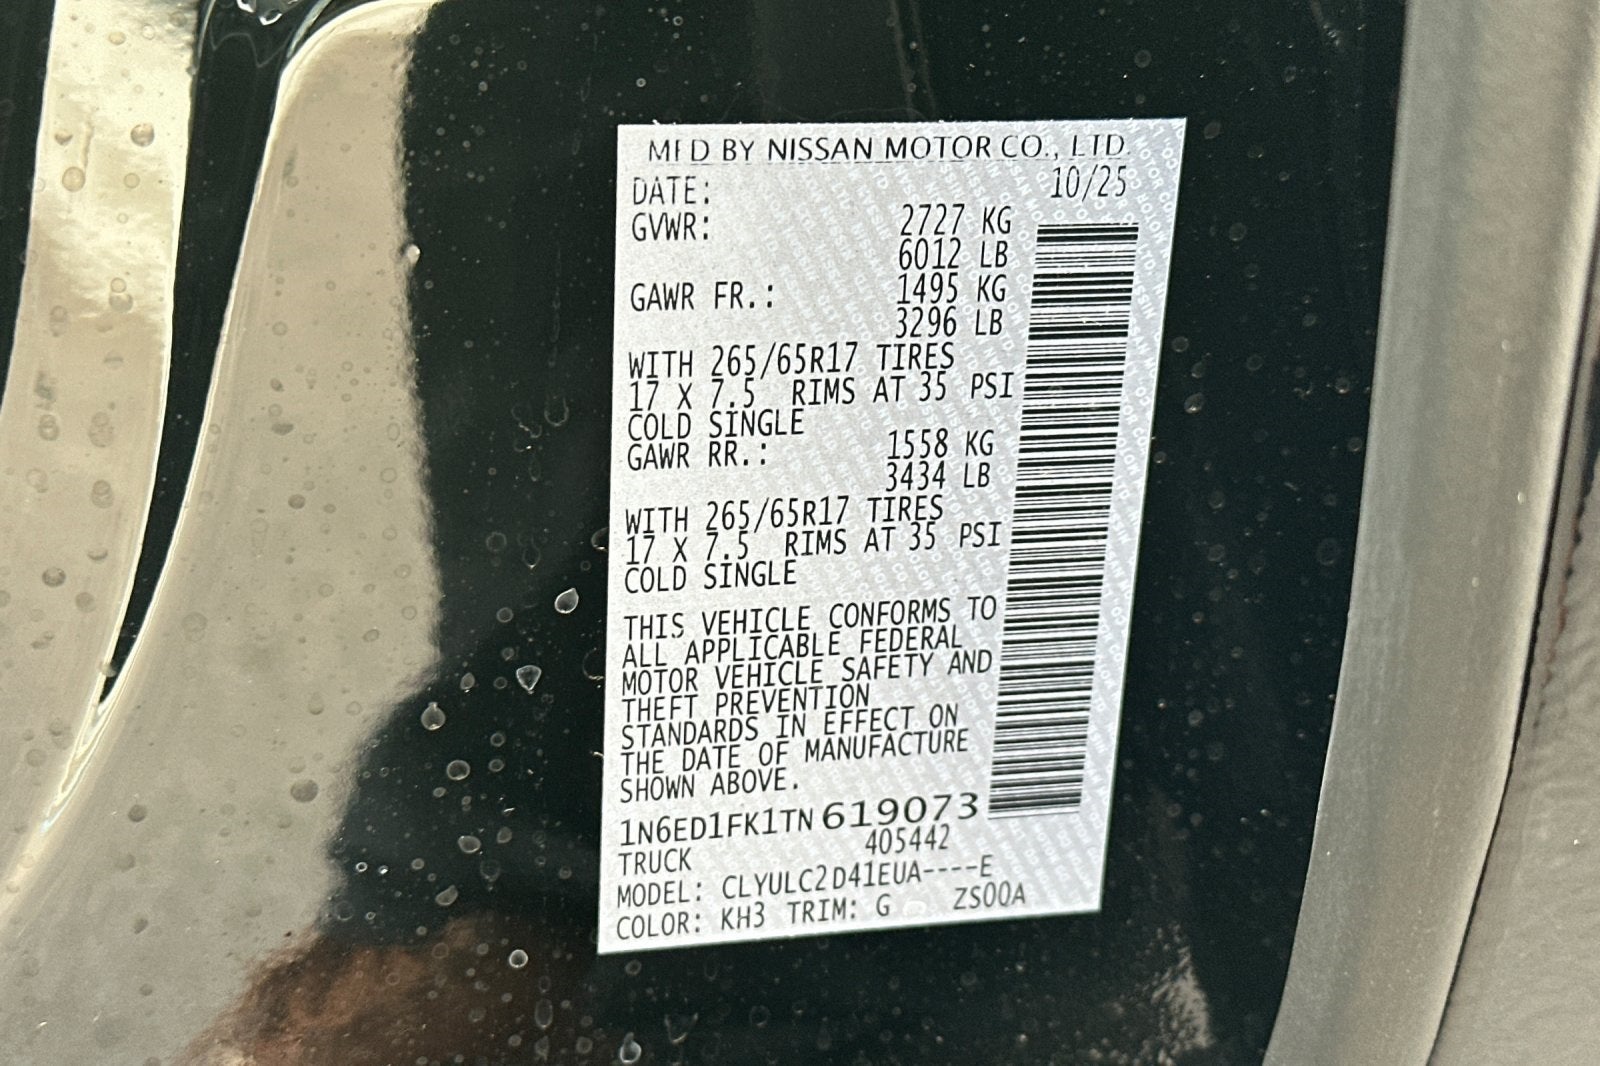 MFD BY NISSAN MOTOR CO., LTD.
DATE: 10/25
GVWR: 2727 KG
6012 LB
GAWR FR.: 1495 KG
3296 LB
WITH 265/65R17 TIRES
17 X 7.5 RIMS AT 35 PSI
COLD SINGLE
GAWR RR.: 1558 KG
3434 LB
WITH 265/65R17 TIRES
17 X 7.5 RIMS AT 35 PSI
COLD SINGLE
THIS VEHICLE CONFORMS TO
ALL APPLICABLE FEDERAL
MOTOR VEHICLE SAFETY AND
THEFT PREVENTION
STANDARDS IN EFFECT ON
THE DATE OF MANUFACTURE
SHOWN ABOVE.
1N6ED1FK1TN619073
TRUCK 405442
MODEL: CLYULC2D41EUA----E
COLOR: KH3 TRIM: G ZS00A